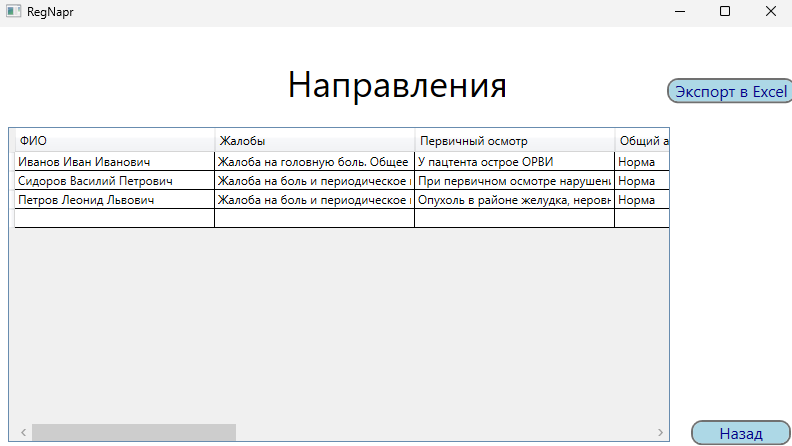 RegNapr
Направления
Экспорт в Excel
ФИО Жалобы Первичный осмотр Общий а
Иванов Иван Иванович Жалоба на головную боль. Общее У пацтента острое ОРВИ Норма
Сидоров Василий Петрович Жалоба на боль и периодическое При первичном осмотре нарушени Норма
Петров Леонид Львович Жалоба на боль и периодическое Опухоль в районе желудка, неровн Норма
Назад